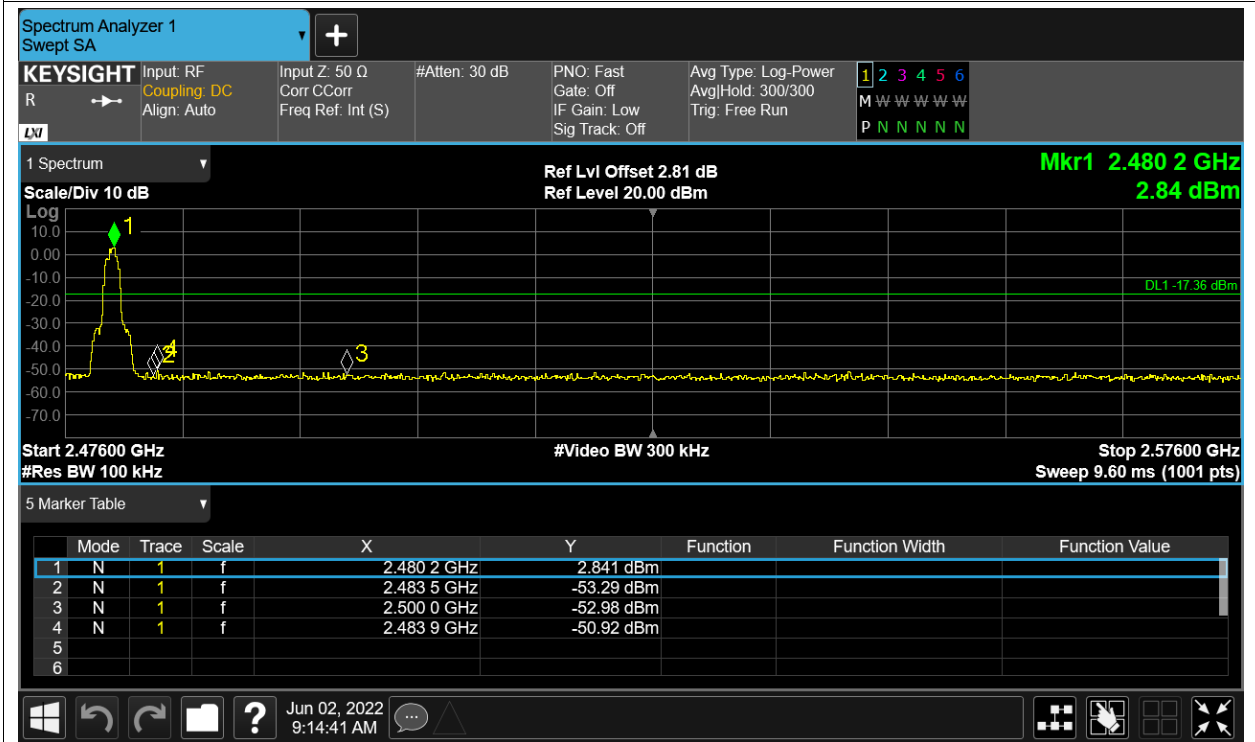 Spectrum Analyzer 1
Swept SA
+
KEYSIGHT Input: RF Input Z: 50 Ω #Atten: 30 dB PNO: Fast Avg Type: Log-Power 1 2 3 4 5 6
R Coupling: DC Corr CCorr Gate: Off Avg|Hold: 300/300 M W W W W W
Align: Auto Freq Ref: Int (S) IF Gain: Low Trig: Free Run
LXI Sig Track: Off P N N N N N
1 Spectrum Ref Lvl Offset 2.81 dB Mkr1 2.480 2 GHz
Scale/Div 10 dB Ref Level 20.00 dBm 2.84 dBm
Log
1
10.0
0.00
-10.0
DL1 -17.36 dBm
-20.0
-30.0
-40.0
2 4 3
-50.0
-60.0
-70.0
Start 2.47600 GHz #Video BW 300 kHz Stop 2.57600 GHz
#Res BW 100 kHz Sweep 9.60 ms (1001 pts)
5 Marker Table
Mode Trace Scale X Y Function Function Width Function Value
1 N 1 f 2.480 2 GHz 2.841 dBm
2 N 1 f 2.483 5 GHz -53.29 dBm
3 N 1 f 2.500 0 GHz -52.98 dBm
4 N 1 f 2.483 9 GHz -50.92 dBm
5
6
? Jun 02, 2022
9:14:41 AM